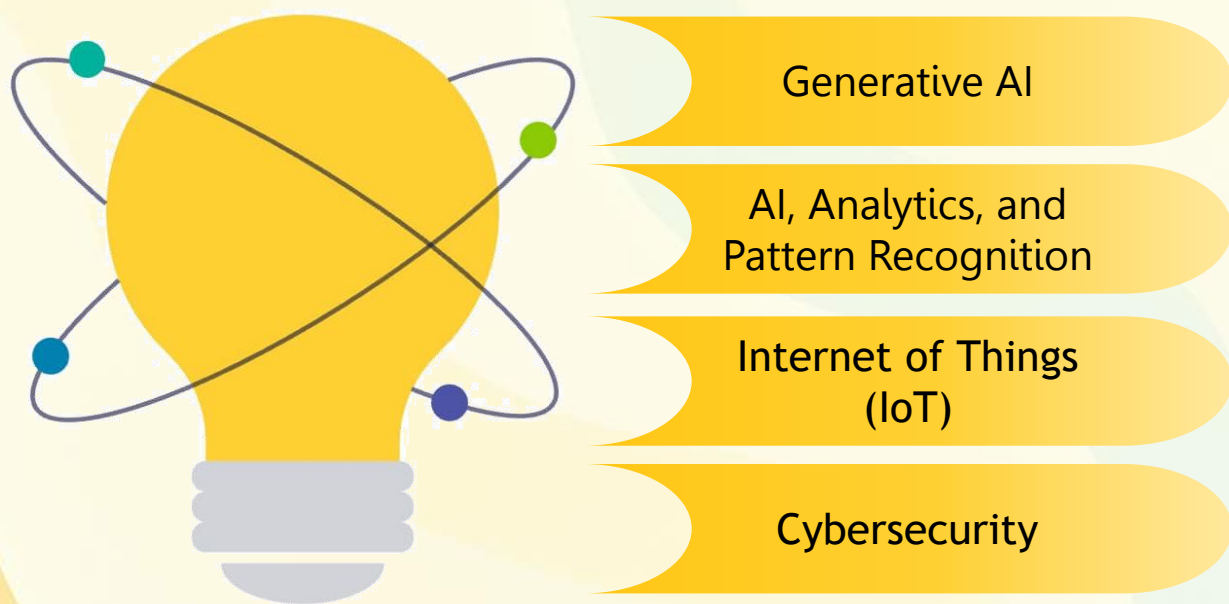 Generative AI
AI, Analytics, and
Pattern Recognition
Internet of Things
(IoT)
Cybersecurity